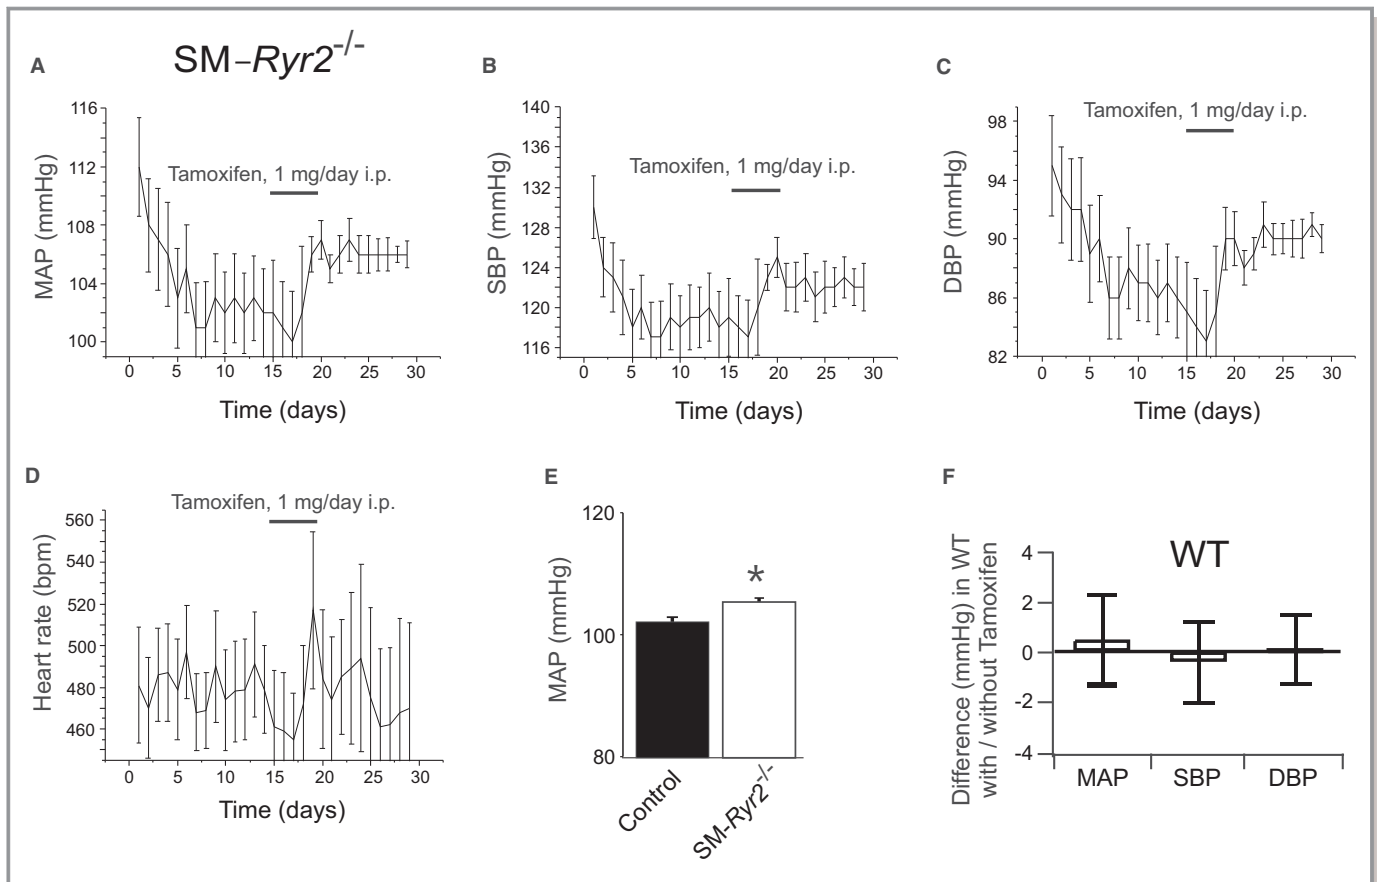 SM–Ryr2-/-
A
116
112
108
104
100
MAP (mmHg)
Tamoxifen, 1 mg/day i.p.
0 5 10 15 20 25 30
Time (days)
B
140
136
132
128
124
120
116
SBP (mmHg)
Tamoxifen, 1 mg/day i.p.
0 5 10 15 20 25 30
Time (days)
C
98
94
90
86
82
DBP (mmHg)
Tamoxifen, 1 mg/day i.p.
0 5 10 15 20 25 30
Time (days)
D
560
540
520
500
480
460
Heart rate (bpm)
Tamoxifen, 1 mg/day i.p.
0 5 10 15 20 25 30
Time (days)
E
120
100
80
MAP (mmHg)
*
Control
SM-Ryr2-/-
F
Difference (mmHg) in WT
with / without Tamoxifen
WT
4
2
0
-2
-4
MAP SBP DBP